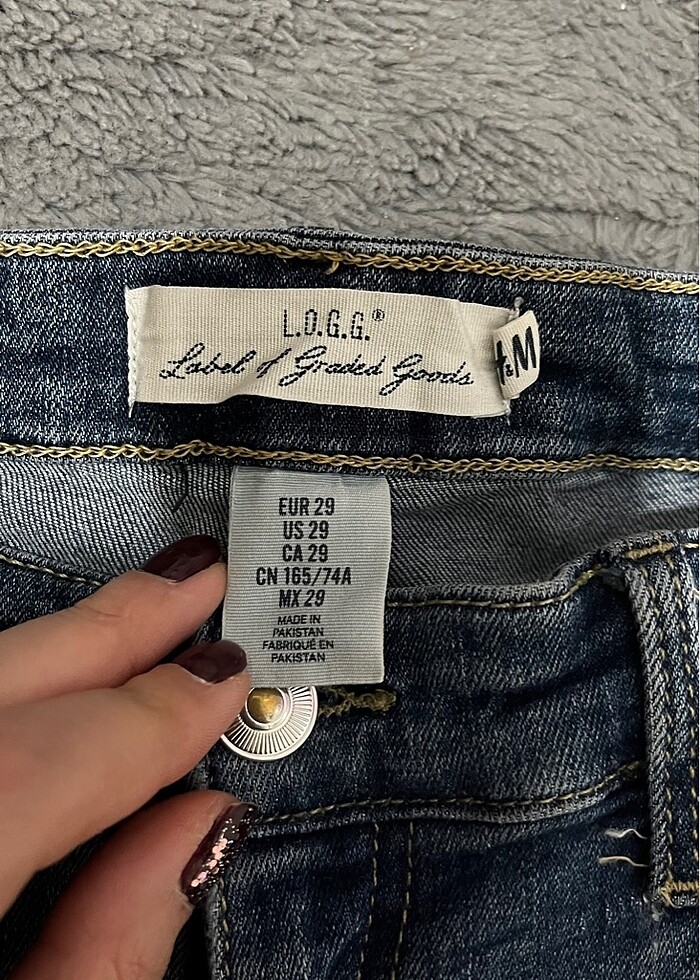 L.O.G.G.®
Label of Graded Goods
H&M
EUR 29
US 29
CA 29
CN 165/74A
MX 29
MADE IN
PAKISTAN
FABRIQUÉ EN
PAKISTAN